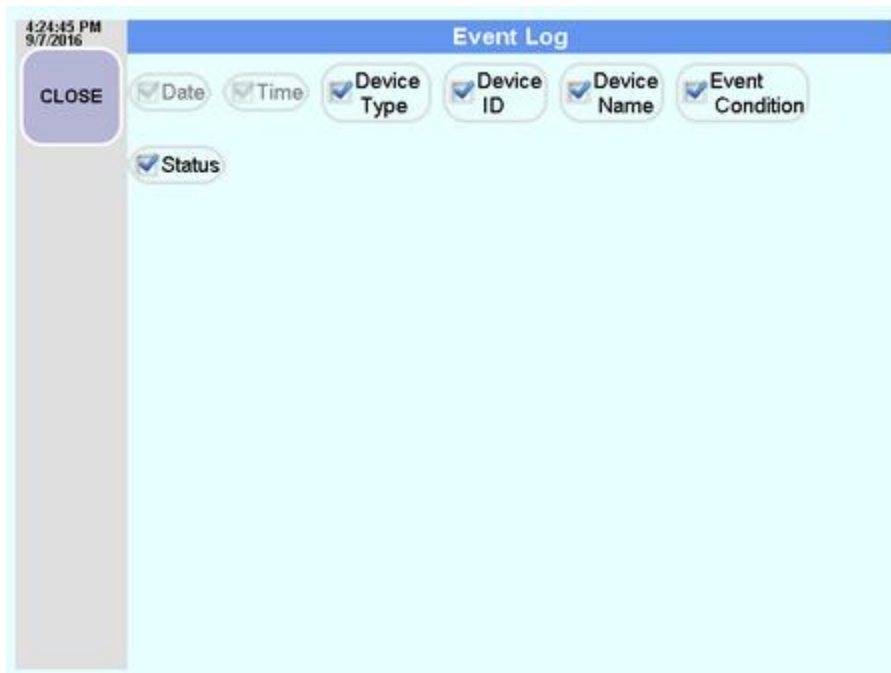 4:24:45 PM
9/7/2016
Event Log
CLOSE
Date
Time
Device
Type
Device
ID
Device
Name
Event
Condition
Status